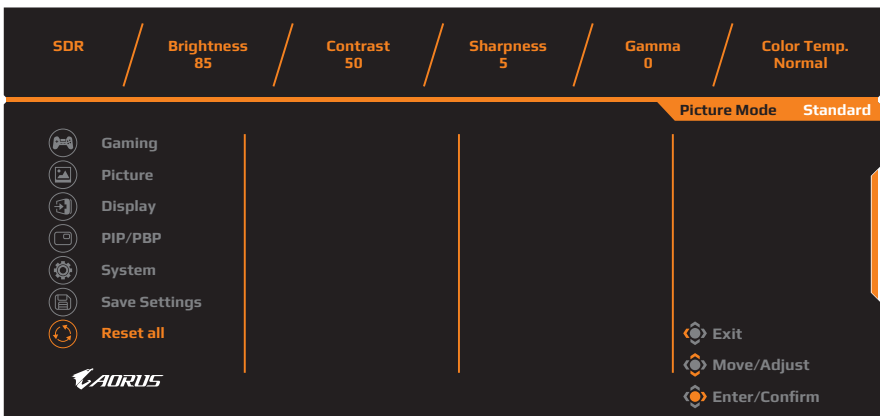 SDR
Brightness
85
Contrast
50
Sharpness
5
Gamma
0
Color Temp.
Normal
Picture Mode Standard
Gaming
Picture
Display
PIP/PBP
System
Save Settings
Reset all
AORUS
Exit
Move/Adjust
Enter/Confirm